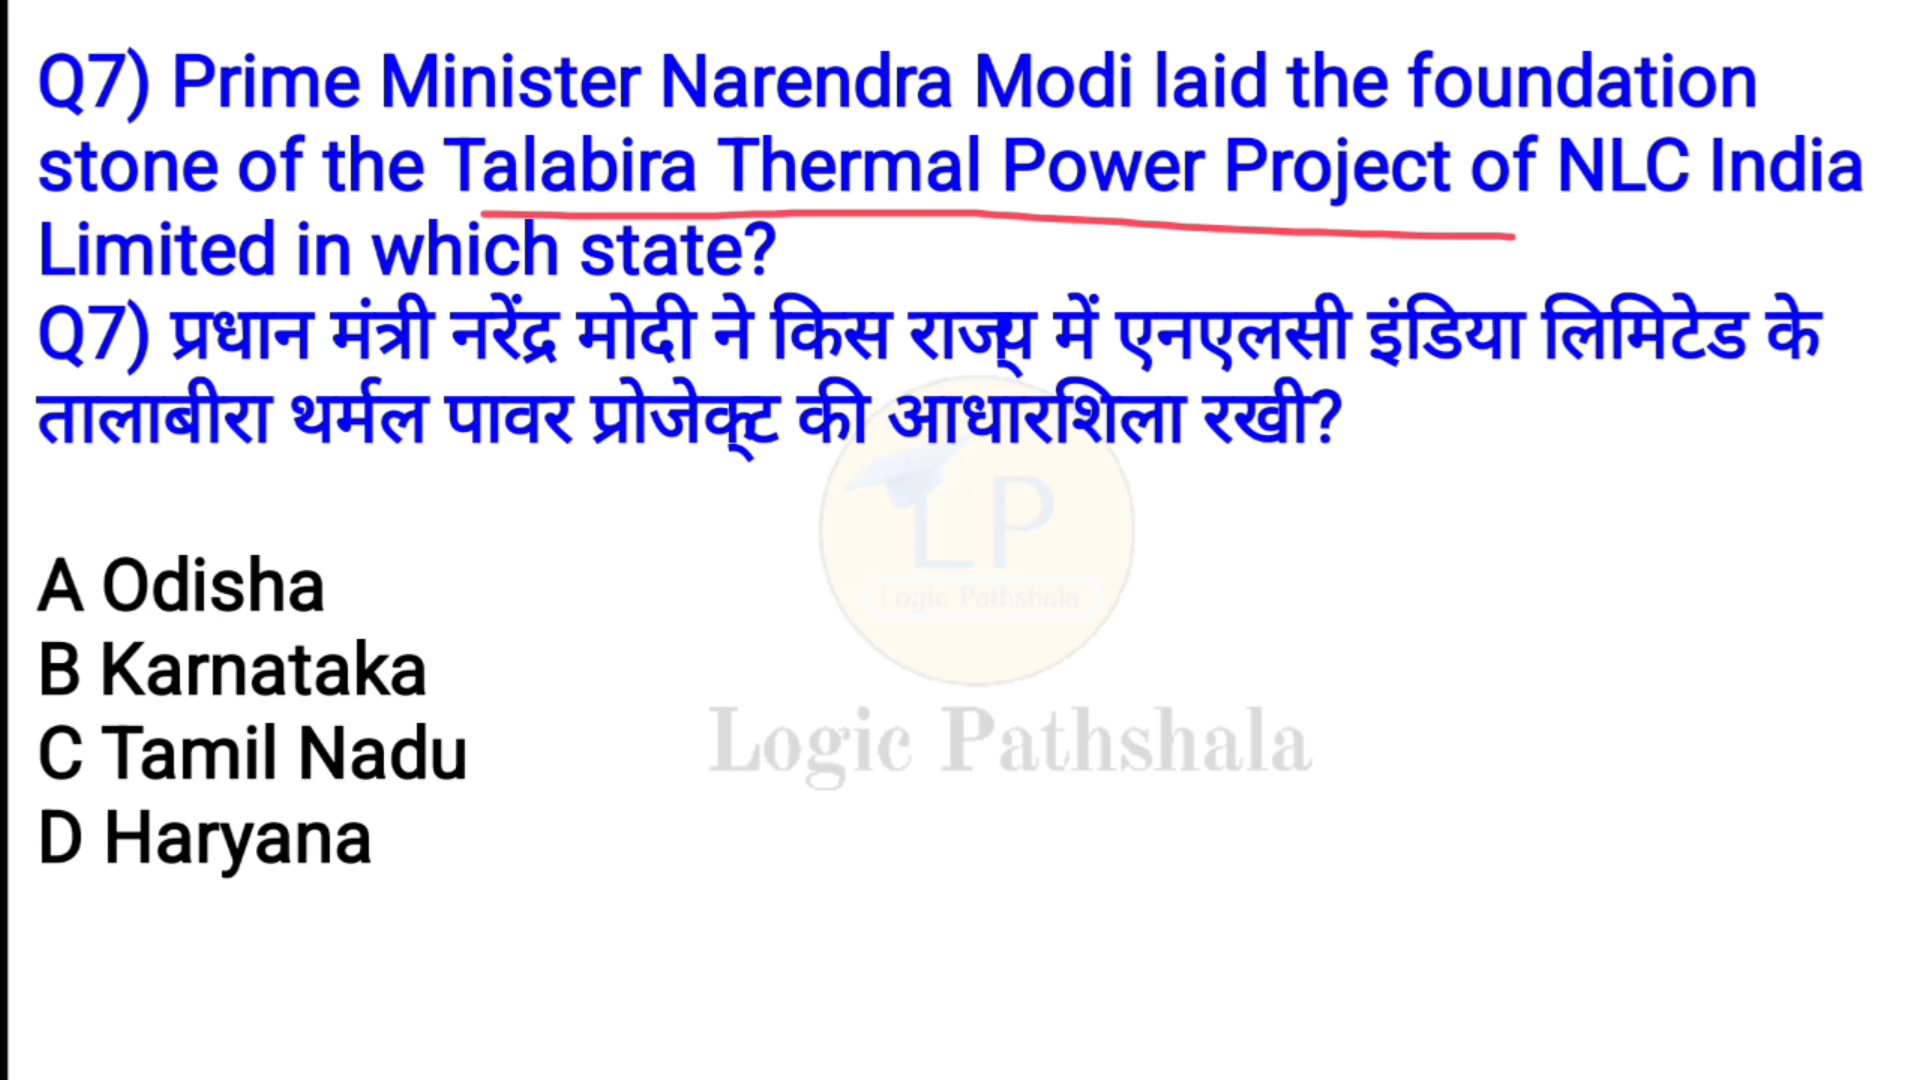 Q7) Prime Minister Narendra Modi laid the foundation
stone of the Talabira Thermal Power Project of NLC India
Limited in which state?
Q7) प्रधान मंत्री नरेंद्र मोदी ने किस राज्य में एनएलसी इंडिया लिमिटेड के
तालाबीरा थर्मल पावर प्रोजेक्ट की आधारशिला रखी?
LP
Logic Pathshala
A Odisha
B Karnataka
C Tamil Nadu
Logic Pathshala
D Haryana